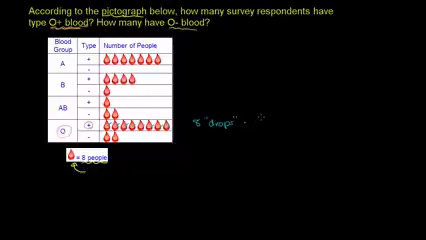 According to the pictograph below, how many survey respondents have
type O+ blood? How many have O- blood?
Blood Group Type Number of People
A +
-
B +
-
AB +
-
O +
-
= 8 people
8 "drops" -